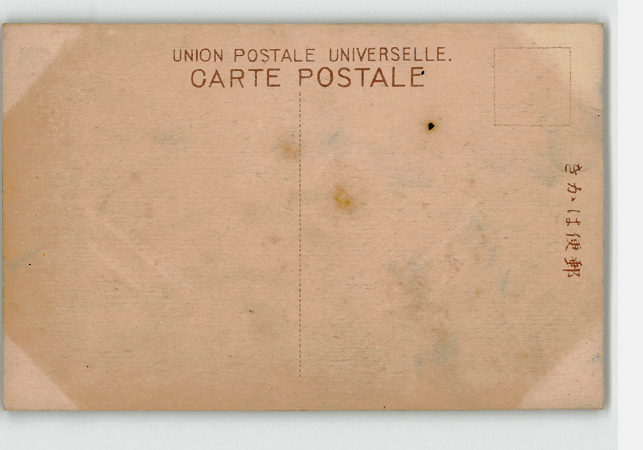 UNION POSTALE UNIVERSELLE.
CARTE POSTALE
きかは便郵